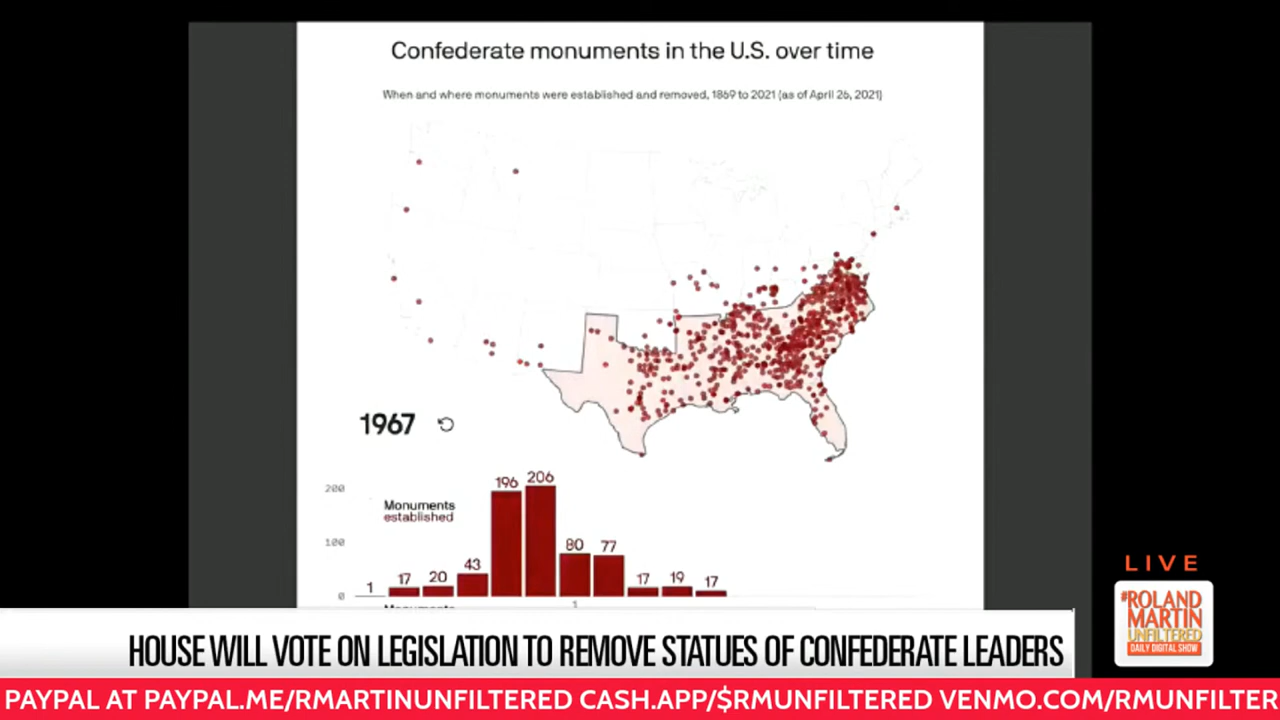 Confederate monuments in the U.S. over time
When and where monuments were established and removed, 1869 to 2021 (as of April 26, 2021)
1967
200
100
0
Monuments
established
1
17
20
43
196
206
80
77
17
19
17
Monuments
1
LIVE
#ROLAND
MARTIN
UNFILTERED
DAILY DIGITAL SHOW
HOUSE WILL VOTE ON LEGISLATION TO REMOVE STATUES OF CONFEDERATE LEADERS
PAYPAL AT PAYPAL.ME/RMARTINUNFILTERED CASH.APP/$RMUNFILTERED VENMO.COM/RMUNFILTER